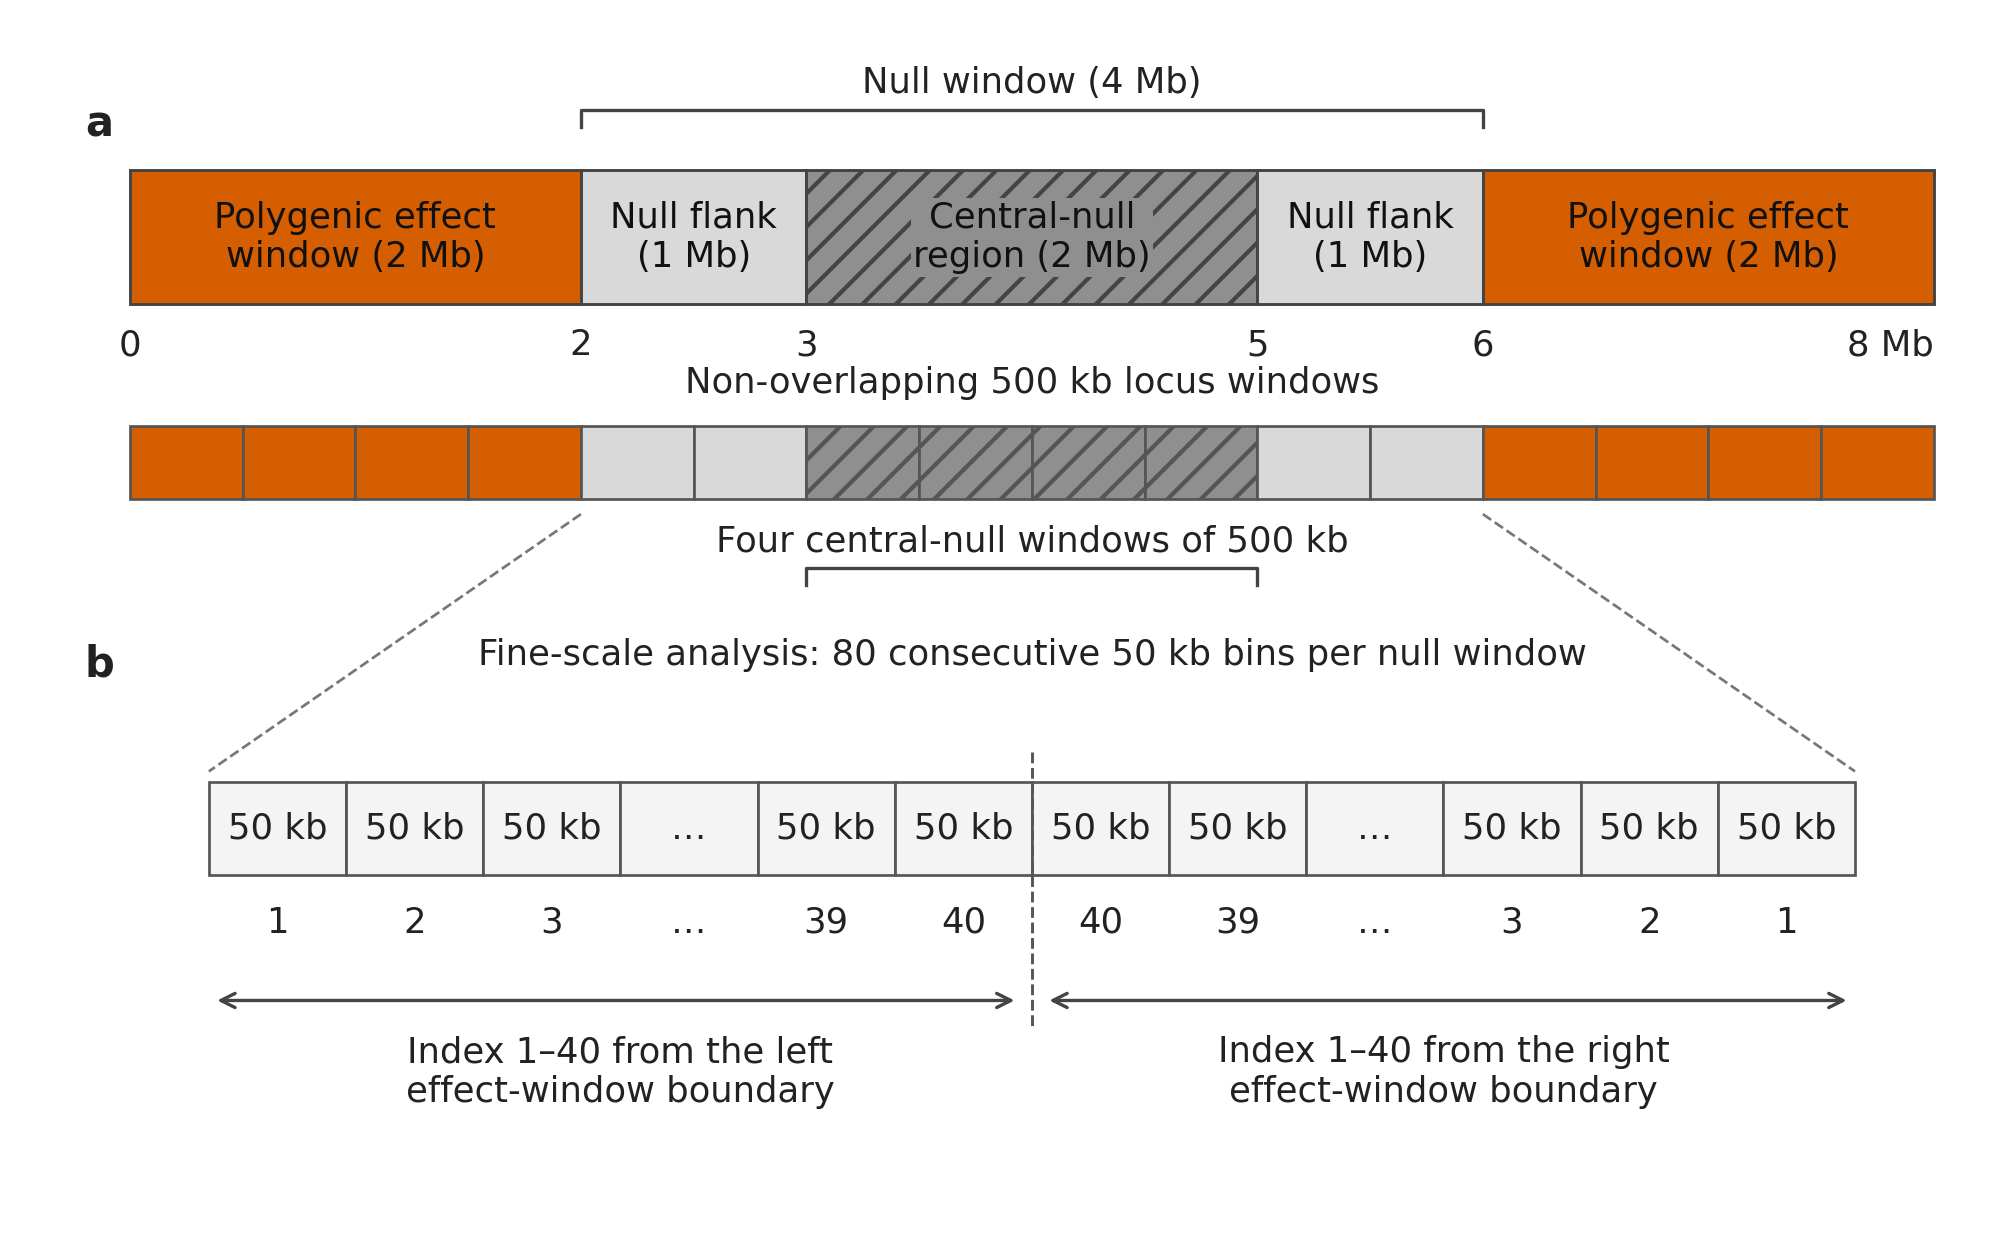 Null window (4 Mb)
a
Polygenic effect
window (2 Mb)
Null flank
(1 Mb)
Central-null
region (2 Mb)
Null flank
(1 Mb)
Polygenic effect
window (2 Mb)
0 2 3 5 6 8 Mb
Non-overlapping 500 kb locus windows
Four central-null windows of 500 kb
b
Fine-scale analysis: 80 consecutive 50 kb bins per null window
50 kb 50 kb 50 kb ... 50 kb 50 kb 50 kb 50 kb ... 50 kb 50 kb 50 kb
1 2 3 ... 39 40 40 39 ... 3 2 1
Index 1–40 from the left
effect-window boundary
Index 1–40 from the right
effect-window boundary